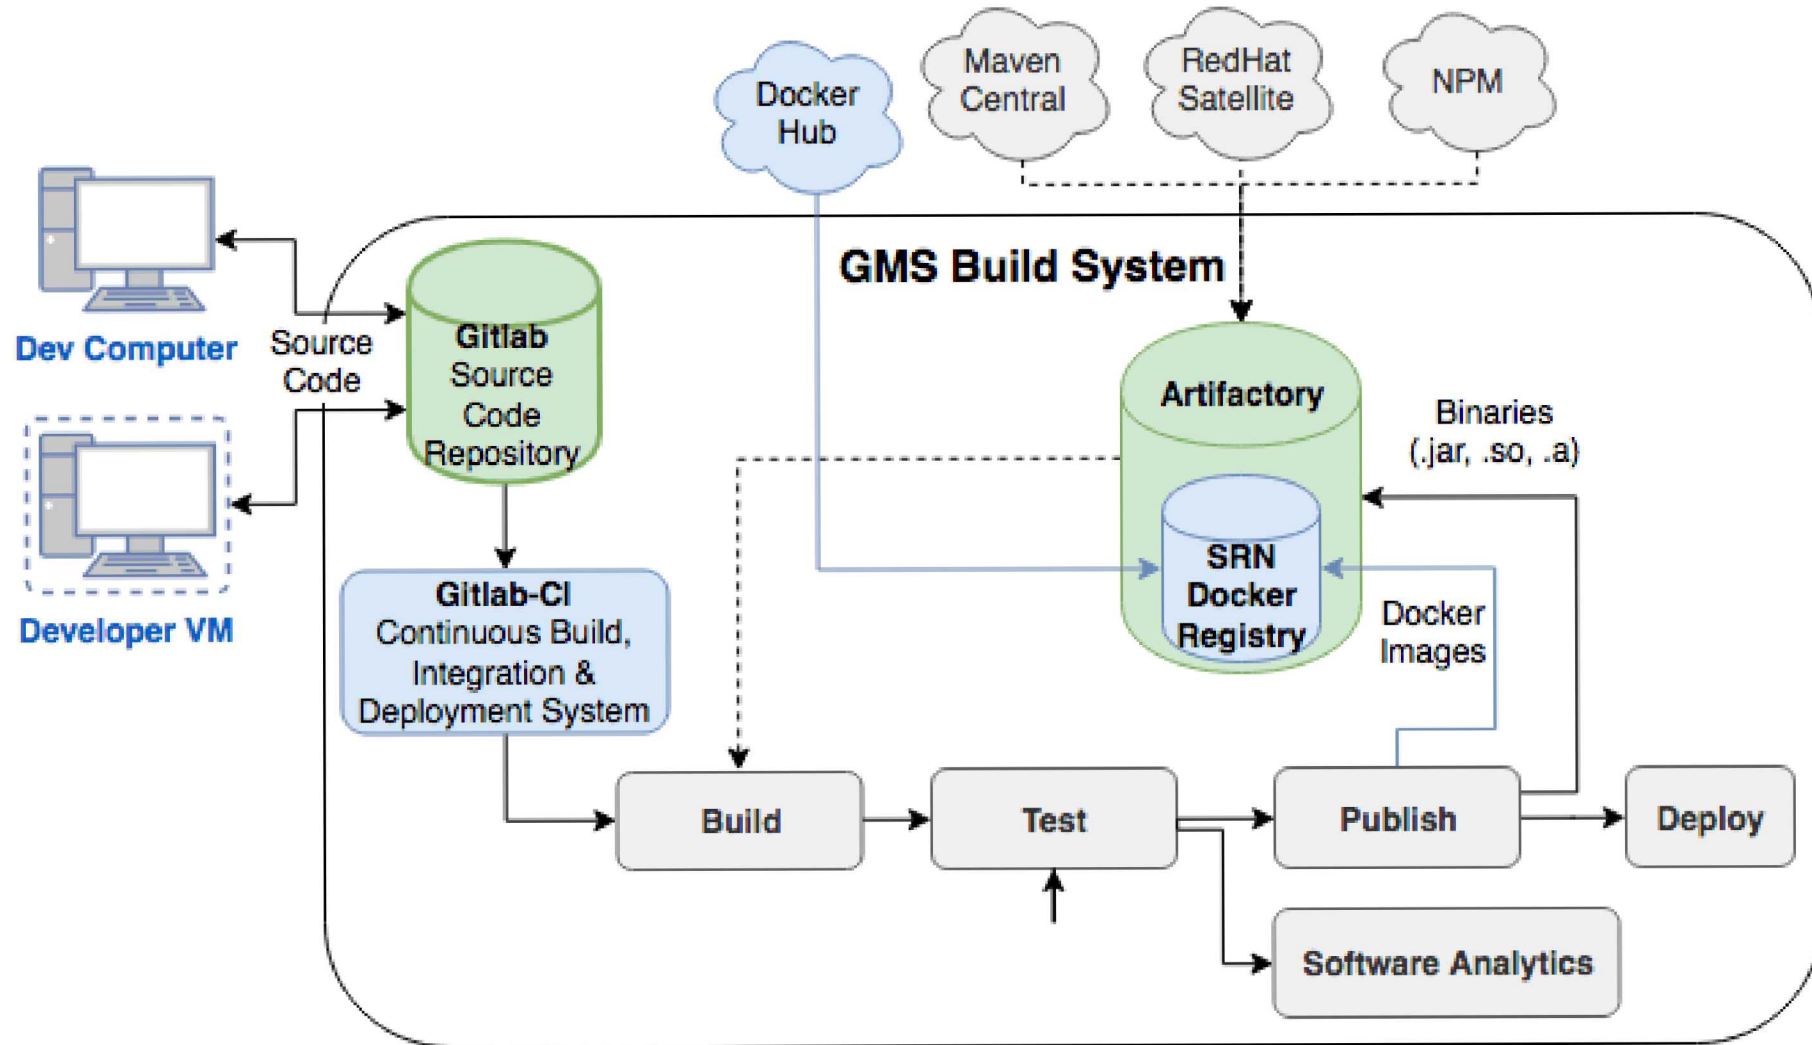 Docker
Hub
Maven
Central
RedHat
Satellite
NPM
GMS Build System
Dev Computer
Source
Code
Developer VM
Gitlab
Source
Code
Repository
Gitlab-CI
Continuous Build,
Integration &
Deployment System
Artifactory
SRN
Docker
Registry
Binaries
(.jar, .so, .a)
Docker
Images
Build
Test
Publish
Deploy
Software Analytics